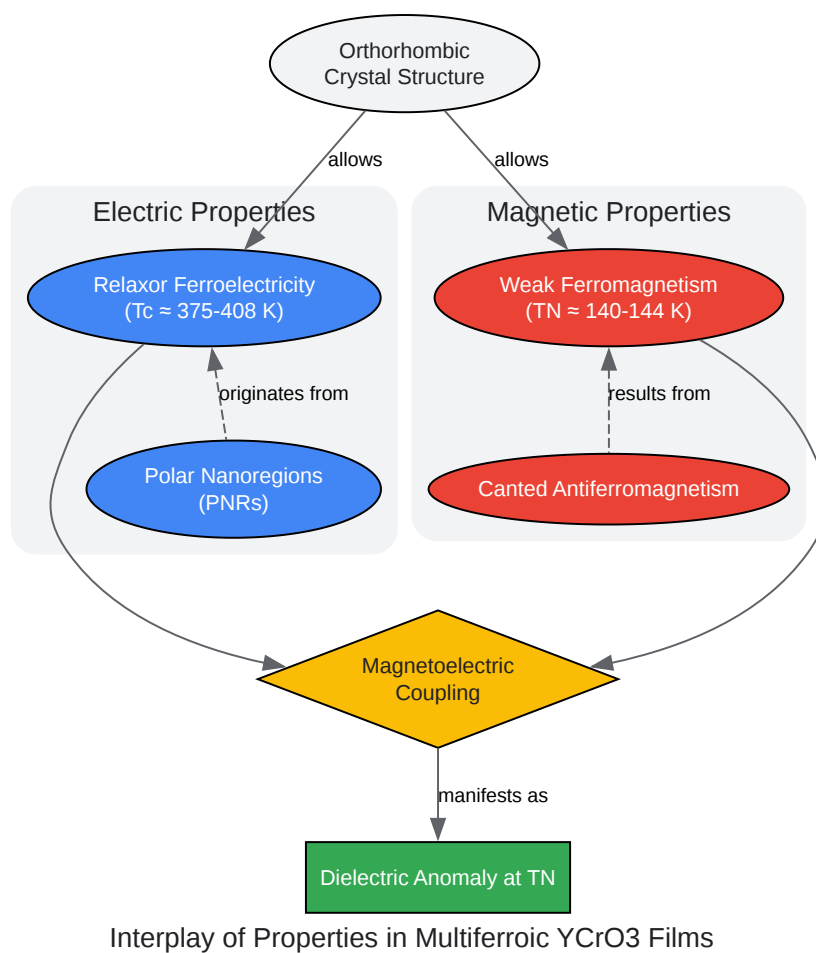 Orthorhombic
Crystal Structure
allows
allows
Electric Properties
Magnetic Properties
Relaxor Ferroelectricity
(Tc ≈ 375-408 K)
Weak Ferromagnetism
(TN ≈ 140-144 K)
originates from
results from
Polar Nanoregions
(PNRs)
Canted Antiferromagnetism
Magnetoelectric
Coupling
manifests as
Dielectric Anomaly at TN
Interplay of Properties in Multiferroic YCrO3 Films